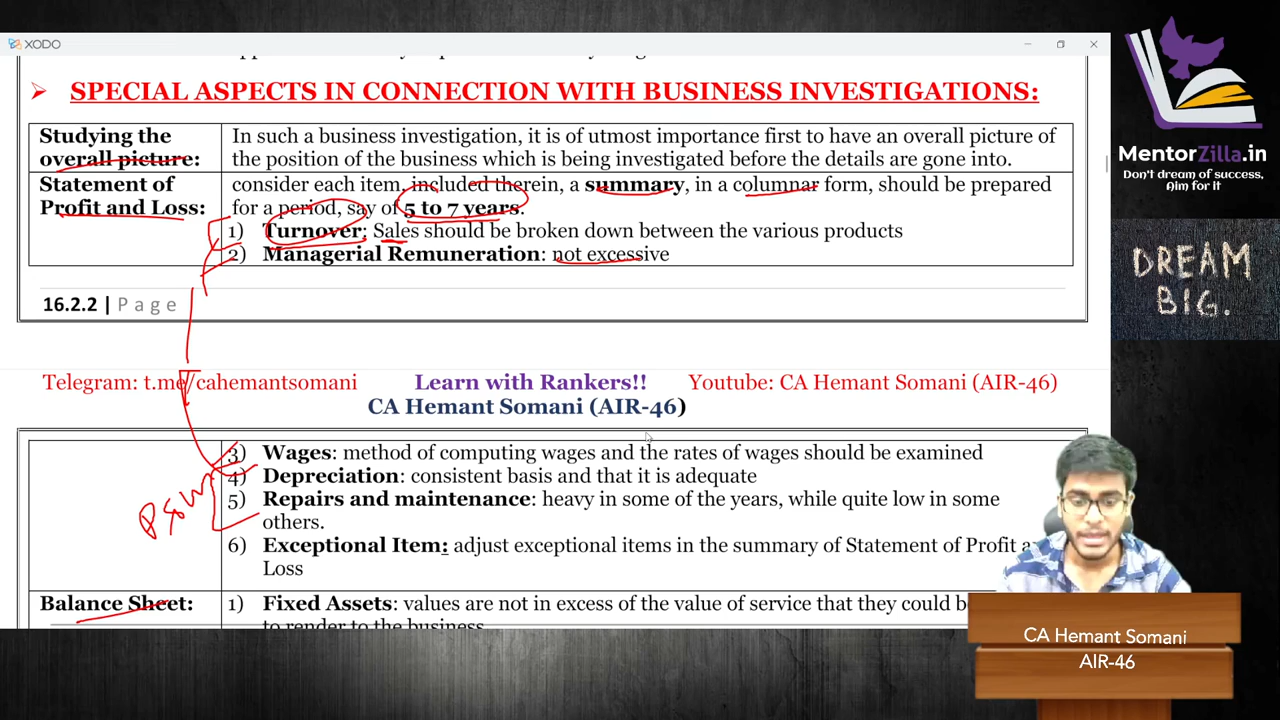 XODO
SPECIAL ASPECTS IN CONNECTION WITH BUSINESS INVESTIGATIONS:
Studying the overall picture:
In such a business investigation, it is of utmost importance first to have an overall picture of
the position of the business which is being investigated before the details are gone into.
Statement of Profit and Loss:
consider each item, included therein, a summary, in a columnar form, should be prepared
for a period, say of 5 to 7 years.
1) Turnover: Sales should be broken down between the various products
2) Managerial Remuneration: not excessive
16.2.2 | Page
Telegram: t.me/cahemantsomani Learn with Rankers!! Youtube: CA Hemant Somani (AIR-46)
CA Hemant Somani (AIR-46)
3) Wages: method of computing wages and the rates of wages should be examined
4) Depreciation: consistent basis and that it is adequate
5) Repairs and maintenance: heavy in some of the years, while quite low in some
others.
6) Exceptional Item: adjust exceptional items in the summary of Statement of Profit
Loss
Balance Sheet:
1) Fixed Assets: values are not in excess of the value of service that they could
to render to the business
MentorZilla.in
Don't dream of success,
Aim for it
DREAM
BIG.
CA Hemant Somani
AIR-46